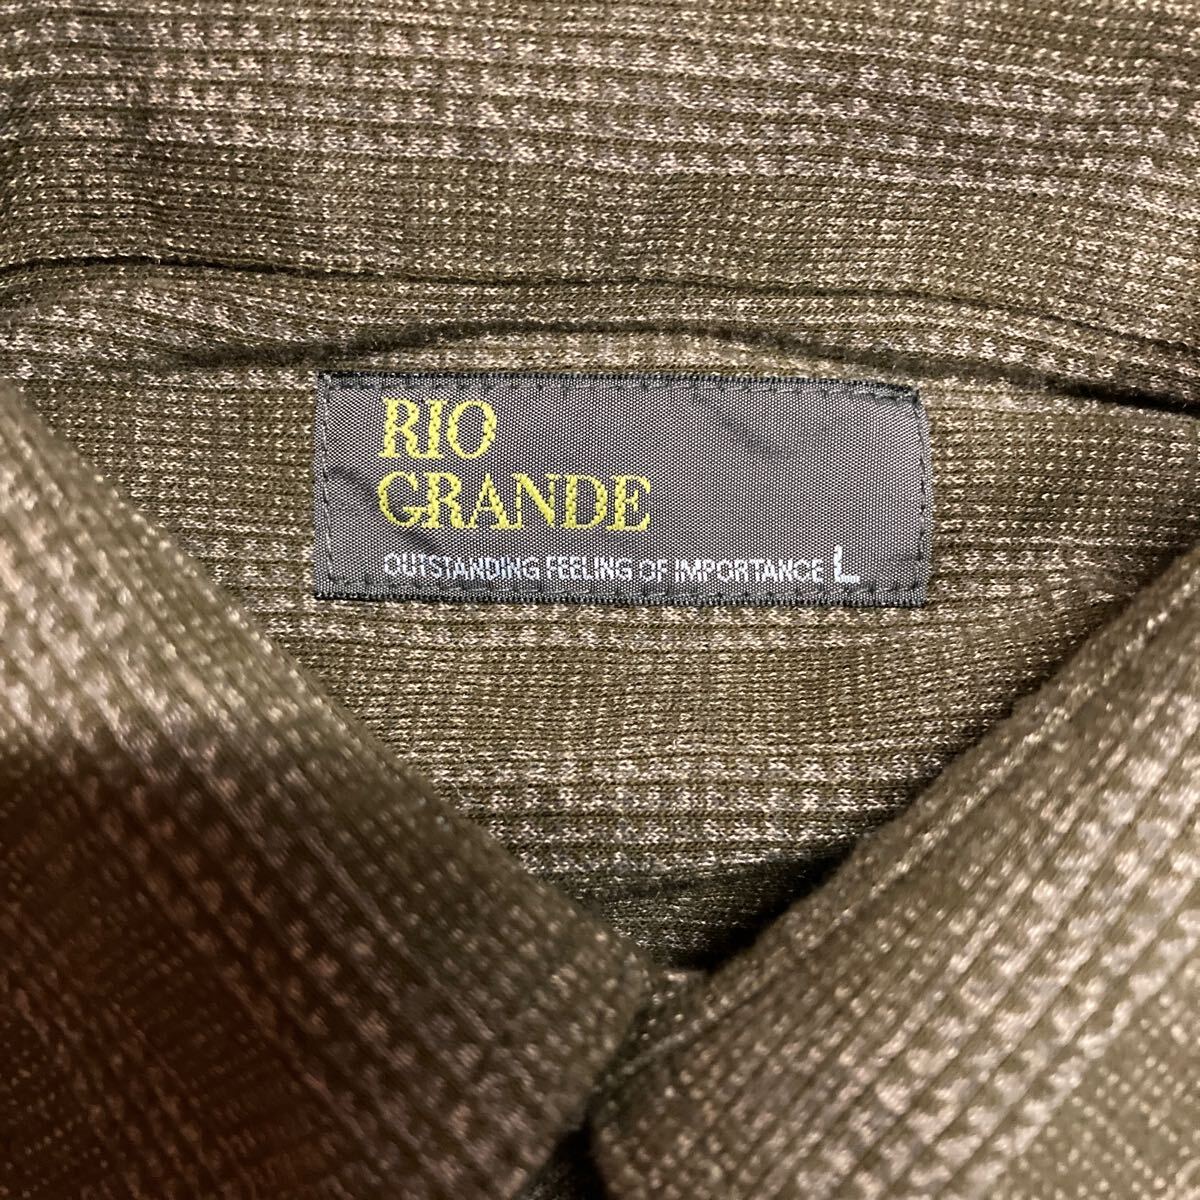 RIO
GRANDE
OUTSTANDING FEELING OF IMPORTANCE L